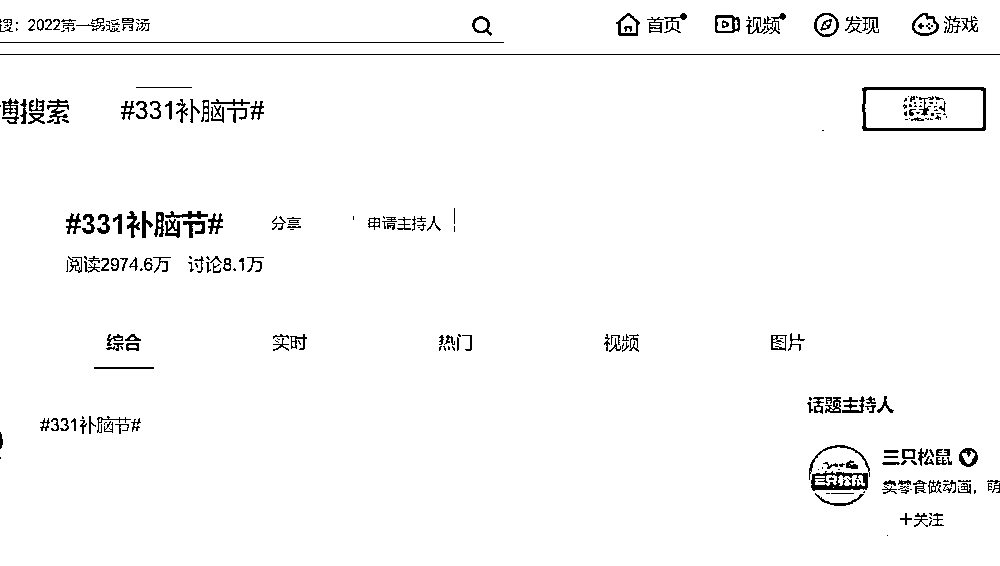 搜：2022第一锅暖胃汤
首页 视频 发现 游戏
博搜索 #331补脑节# 搜索
#331补脑节# 分享 申请主持人
阅读2974.6万 讨论8.1万
综合 实时 热门 视频 图片
话题主持人
#331补脑节#
三只松鼠
三只松鼠
卖零食做动画，萌
+关注